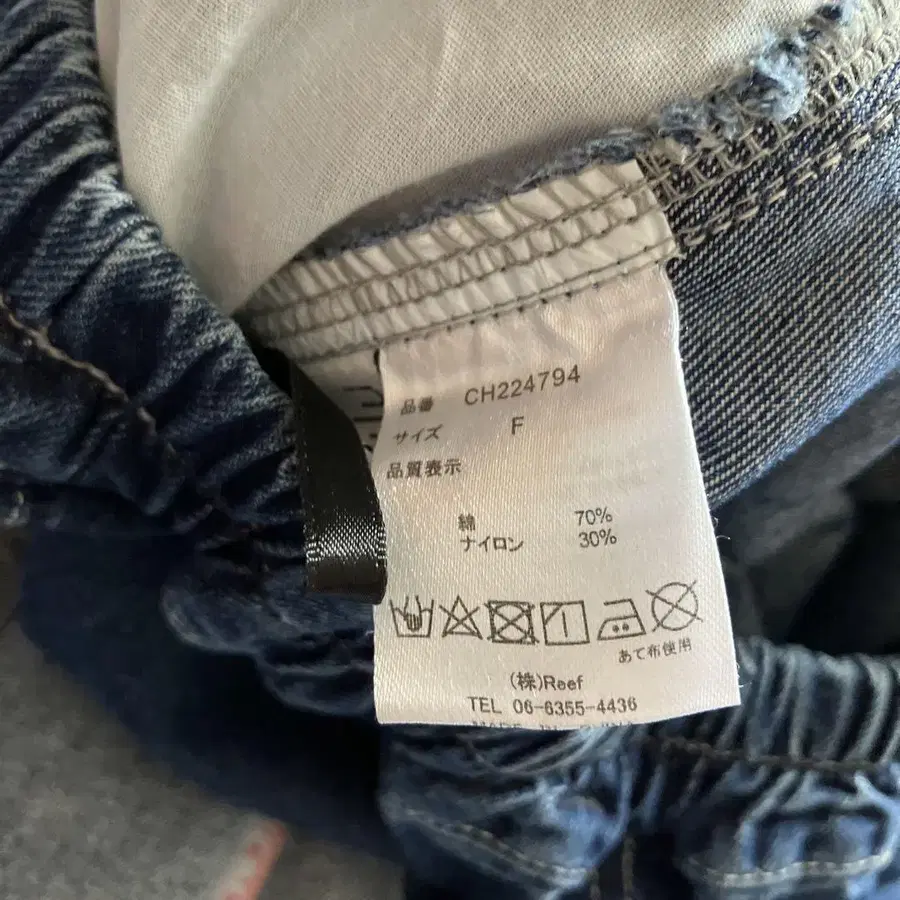 品番 CH224794
サイズ F
品質表示
綿 70%
ナイロン 30%
あて布使用
(株)Reef
TEL 06-6355-4436